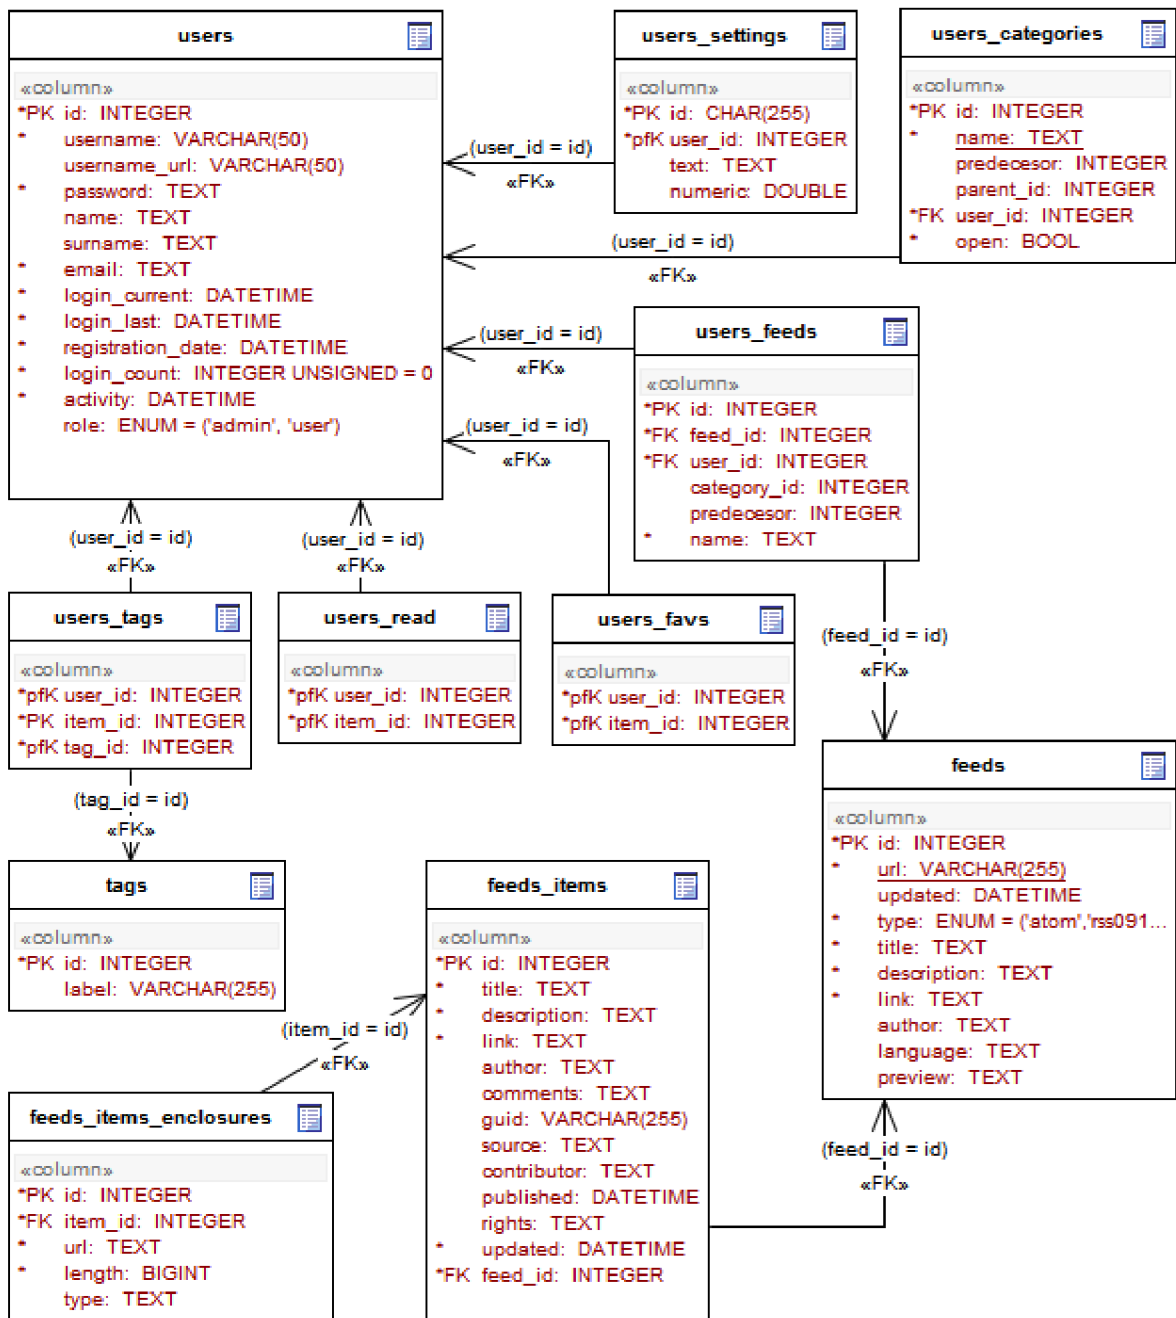 users
«column»
*PK id: INTEGER
* username: VARCHAR(50)
username_url: VARCHAR(50)
* password: TEXT
name: TEXT
surname: TEXT
* email: TEXT
* login_current: DATETIME
* login_last: DATETIME
* registration_date: DATETIME
* login_count: INTEGER UNSIGNED = 0
* activity: DATETIME
role: ENUM = ('admin', 'user')
users_settings
«column»
*PK id: CHAR(255)
*pfK user_id: INTEGER
text: TEXT
numeric: DOUBLE
(user_id = id)
«FK»
users_categories
«column»
*PK id: INTEGER
* name: TEXT
predecesor: INTEGER
parent_id: INTEGER
*FK user_id: INTEGER
* open: BOOL
(user_id = id)
«FK»
users_feeds
«column»
*PK id: INTEGER
*FK feed_id: INTEGER
*FK user_id: INTEGER
category_id: INTEGER
predecesor: INTEGER
* name: TEXT
(user_id = id)
«FK»
(user_id = id)
«FK»
(user_id = id)
«FK»
(user_id = id)
«FK»
users_tags
«column»
*pfK user_id: INTEGER
*PK item_id: INTEGER
*pfK tag_id: INTEGER
users_read
«column»
*pfK user_id: INTEGER
*pfK item_id: INTEGER
users_favs
«column»
*pfK user_id: INTEGER
*pfK item_id: INTEGER
(feed_id = id)
«FK»
(tag_id = id)
«FK»
tags
«column»
*PK id: INTEGER
label: VARCHAR(255)
feeds_items
«column»
*PK id: INTEGER
* title: TEXT
* description: TEXT
* link: TEXT
author: TEXT
comments: TEXT
guid: VARCHAR(255)
source: TEXT
contributor: TEXT
published: DATETIME
rights: TEXT
* updated: DATETIME
*FK feed_id: INTEGER
feeds
«column»
*PK id: INTEGER
* url: VARCHAR(255)
updated: DATETIME
* type: ENUM = ('atom','rss091...
* title: TEXT
* description: TEXT
* link: TEXT
author: TEXT
language: TEXT
preview: TEXT
(item_id = id)
«FK»
(feed_id = id)
«FK»
feeds_items_enclosures
«column»
*PK id: INTEGER
*FK item_id: INTEGER
* url: TEXT
* length: BIGINT
type: TEXT